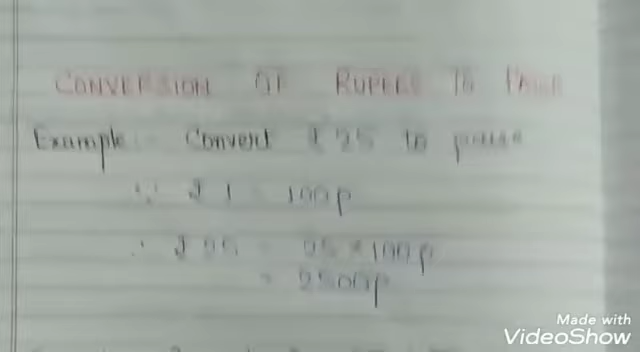 CONVERSION OF RUPEES TO PAISE
Example:- Convert ₹ 25 to paise
∵ ₹ 1 = 100p
∴ ₹ 25 = 25 × 100p
= 2500p
Made with
VideoShow